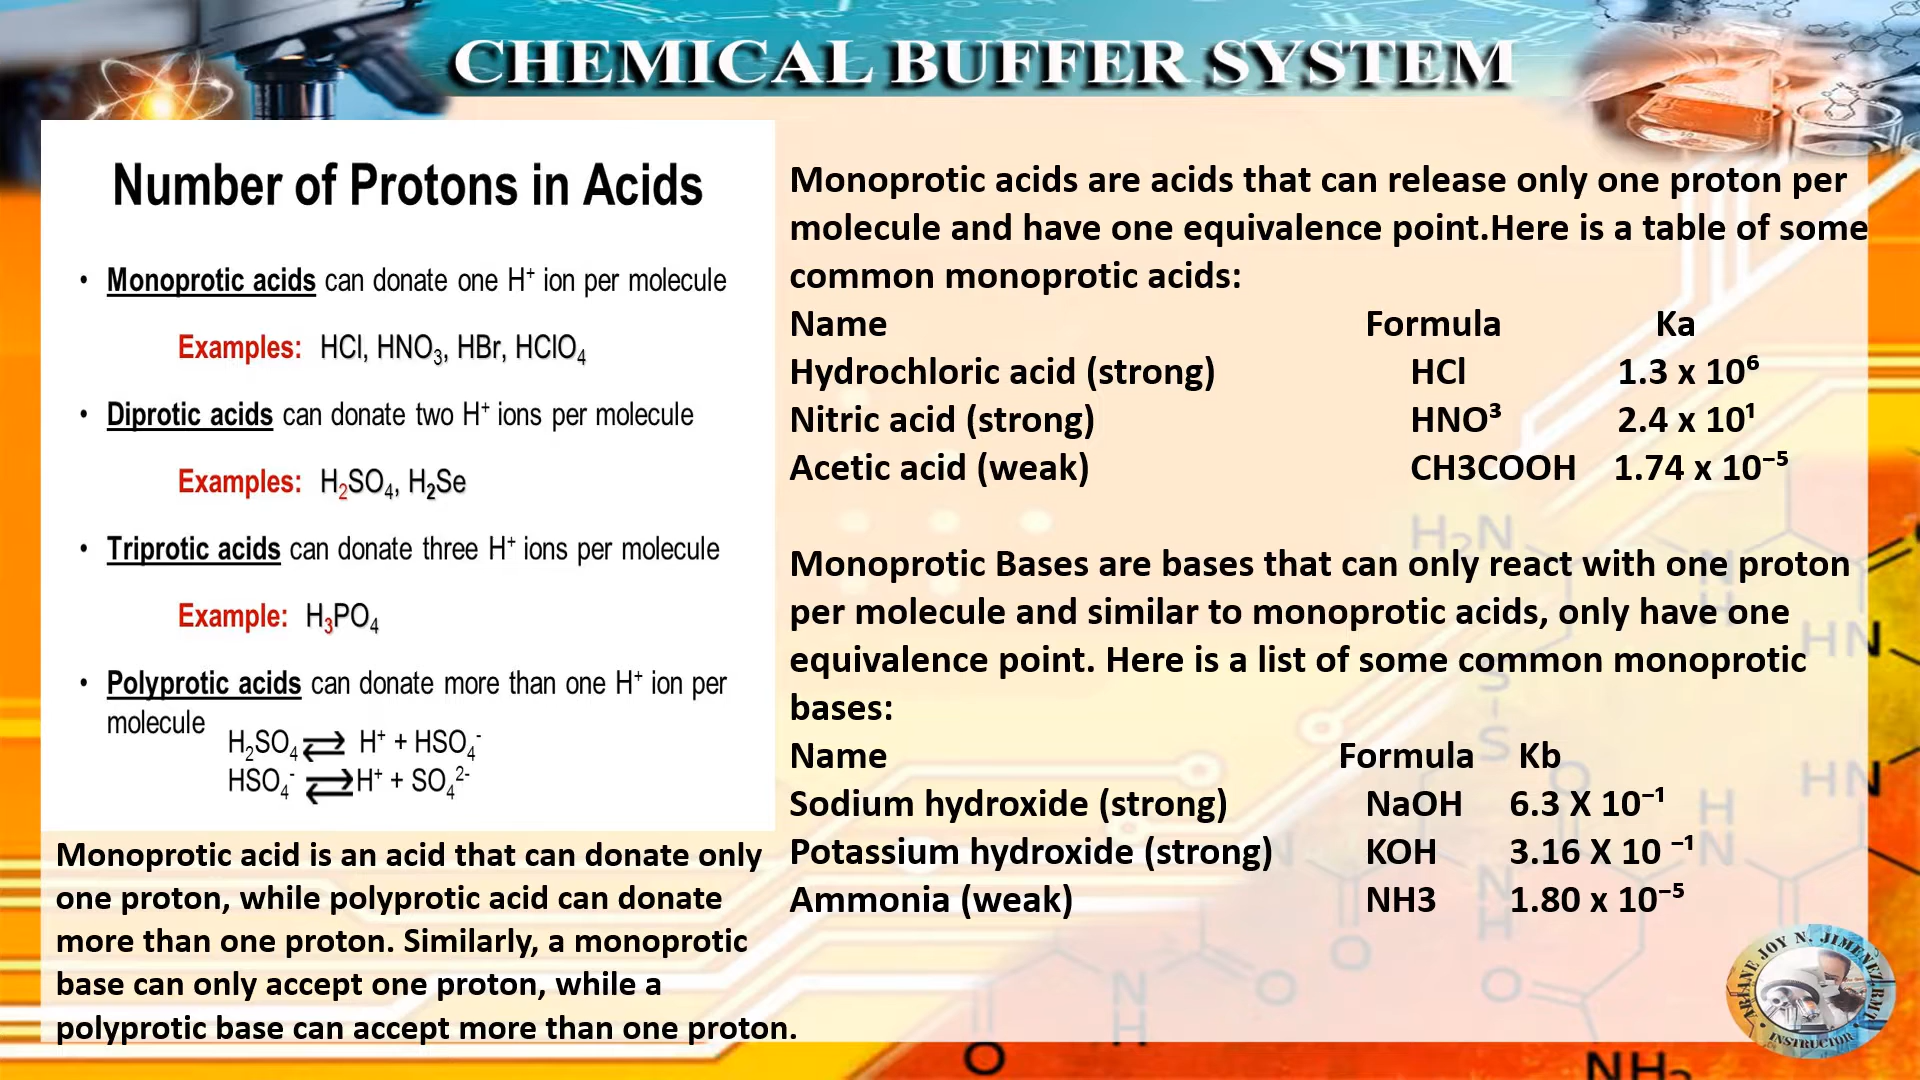 CHEMICAL BUFFER SYSTEM
Number of Protons in Acids
• Monoprotic acids can donate one H⁺ ion per molecule
Examples: HCl, HNO₃, HBr, HClO₄
• Diprotic acids can donate two H⁺ ions per molecule
Examples: H₂SO₄, H₂Se
• Triprotic acids can donate three H⁺ ions per molecule
Example: H₃PO₄
• Polyprotic acids can donate more than one H⁺ ion per
molecule
H₂SO₄ ⇄ H⁺ + HSO₄⁻
HSO₄⁻ ⇄ H⁺ + SO₄²⁻
Monoprotic acid is an acid that can donate only
one proton, while polyprotic acid can donate
more than one proton. Similarly, a monoprotic
base can only accept one proton, while a
polyprotic base can accept more than one proton.
Monoprotic acids are acids that can release only one proton per
molecule and have one equivalence point.Here is a table of some
common monoprotic acids:
Name Formula Ka
Hydrochloric acid (strong) HCl 1.3 x 10⁶
Nitric acid (strong) HNO³ 2.4 x 10¹
Acetic acid (weak) CH3COOH 1.74 x 10⁻⁵
Monoprotic Bases are bases that can only react with one proton
per molecule and similar to monoprotic acids, only have one
equivalence point. Here is a list of some common monoprotic
bases:
Name Formula Kb
Sodium hydroxide (strong) NaOH 6.3 X 10⁻¹
Potassium hydroxide (strong) KOH 3.16 X 10 ⁻¹
Ammonia (weak) NH3 1.80 x 10⁻⁵
H₂N
N
H
HN
S
S
O
HN
H
N
HN
N
H
O
O
O
N
H
O
NH₂
ARIANE JOY N. JIMENEZ, RMT
• INSTRUCTOR •